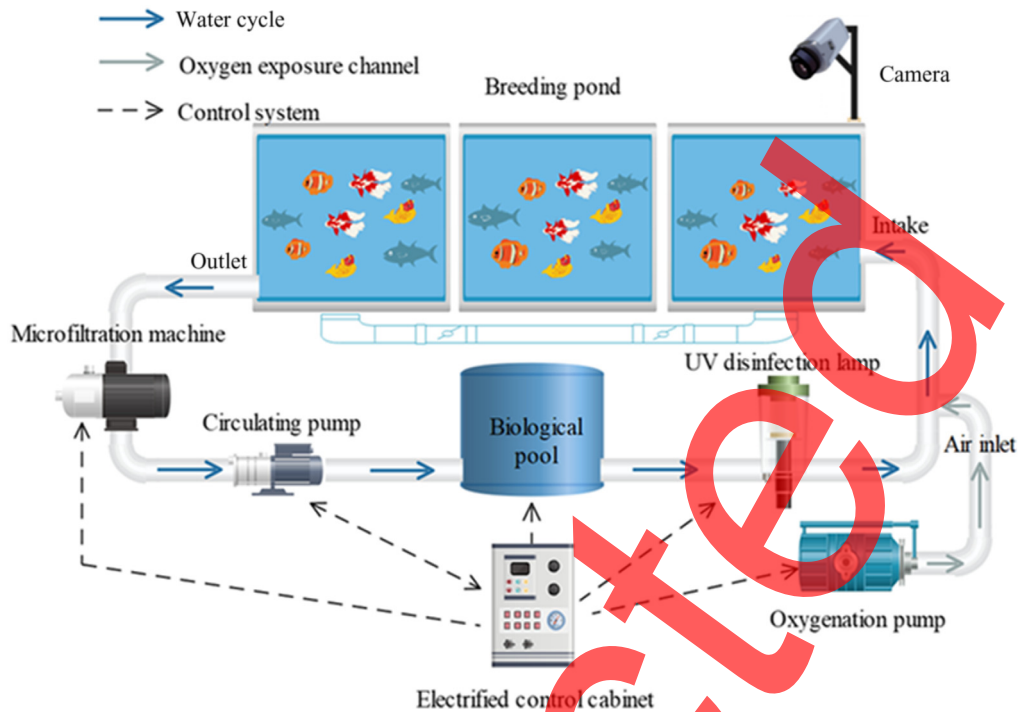 Water cycle
Oxygen exposure channel
Control system
Camera
Breeding pond
Intake
Outlet
Microfiltration machine
UV disinfection lamp
Circulating pump
Biological
pool
Air inlet
Oxygenation pump
Electrified control cabinet
cted